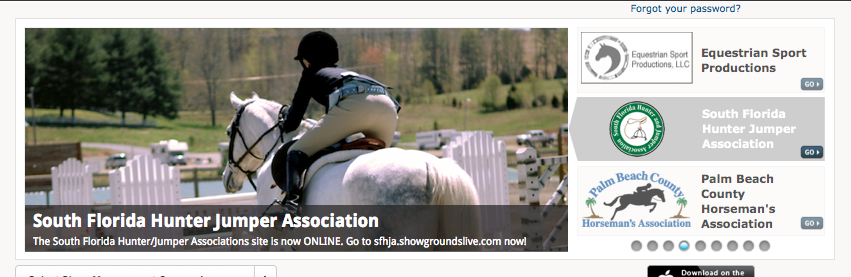 Forgot your password?
South Florida Hunter Jumper Association
The South Florida Hunter/Jumper Associations site is now ONLINE. Go to sfhja.showgroundslive.com now!
Equestrian Sport
Productions, LLC
Equestrian Sport
Productions
GO
South Florida Hunter and Jumper Association
South Florida
Hunter Jumper
Association
GO
Palm Beach County
Horseman's Association
Palm Beach
County
Horseman's
Association
GO
Download on the